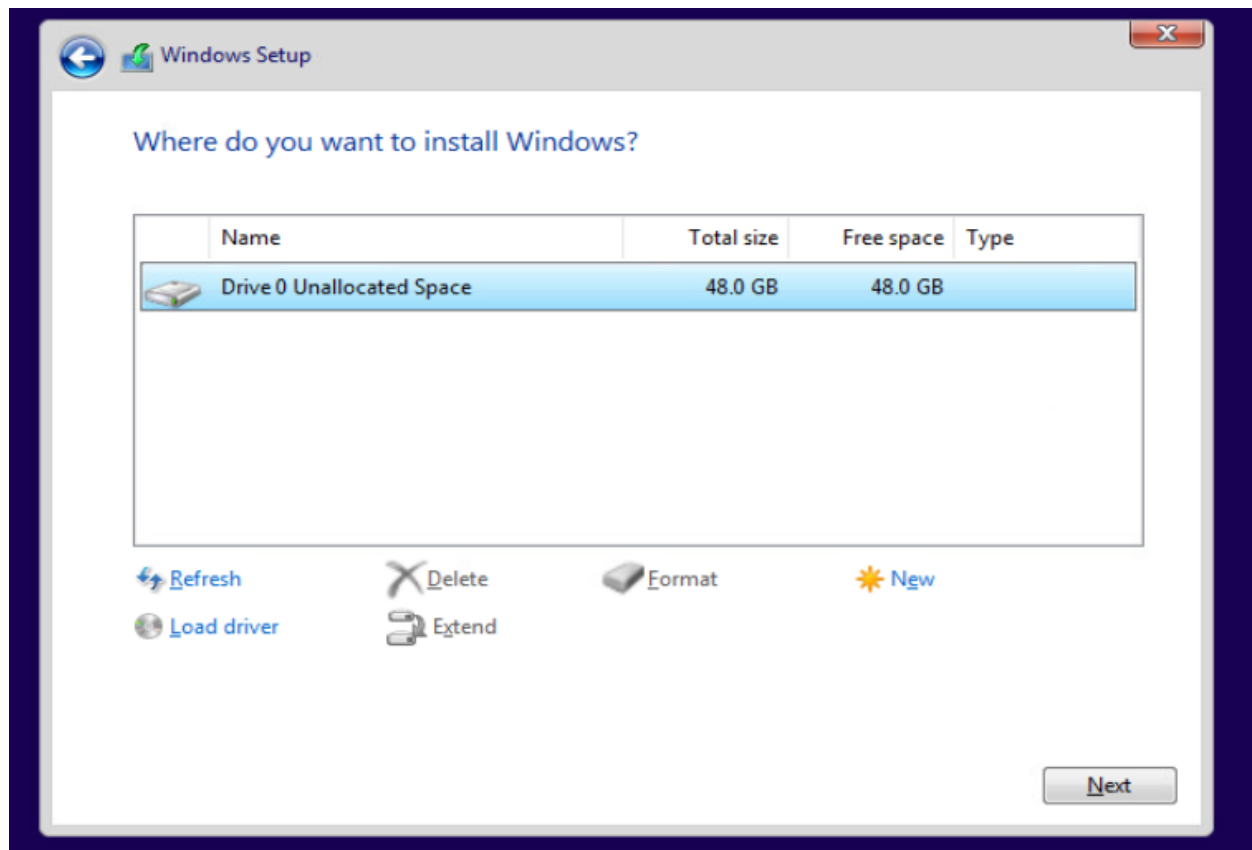 Windows Setup
Where do you want to install Windows?
Name Total size Free space Type
Drive 0 Unallocated Space 48.0 GB 48.0 GB
Refresh Delete Format New
Load driver Extend
Next